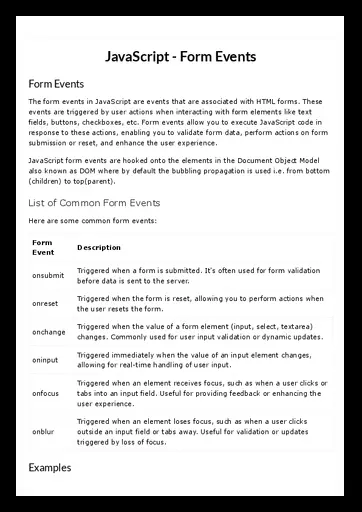 JavaScript - Form Events
Form Events
The form events in JavaScript are events that are associated with HTML forms. These
events are triggered by user actions when interacting with form elements like text
fields, buttons, checkboxes, etc. Form events allow you to execute JavaScript code in
response to these actions, enabling you to validate form data, perform actions on form
submission or reset, and enhance the user experience.
JavaScript form events are hooked onto the elements in the Document Object Model
also known as DOM where by default the bubbling propagation is used i.e. from bottom
(children) to top(parent).
List of Common Form Events
Here are some common form events:
Form
Event
Description
onsubmit
Triggered when a form is submitted. It's often used for form validation
before data is sent to the server.
onreset
Triggered when the form is reset, allowing you to perform actions when
the user resets the form.
onchange
Triggered when the value of a form element (input, select, textarea)
changes. Commonly used for user input validation or dynamic updates.
oninput
Triggered immediately when the value of an input element changes,
allowing for real-time handling of user input.
onfocus
Triggered when an element receives focus, such as when a user clicks or
tabs into an input field. Useful for providing feedback or enhancing the
user experience.
onblur
Triggered when an element loses focus, such as when a user clicks
outside an input field or tabs away. Useful for validation or updates
triggered by loss of focus.
Examples